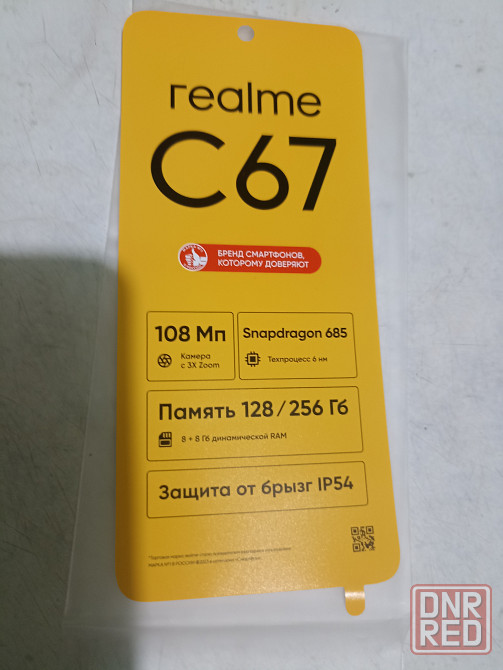 realme
C67
БРЕНД СМАРТФОНОВ,
КОТОРОМУ ДОВЕРЯЮТ
108 Мп
Камера
с 3X Zoom
Snapdragon 685
Техпроцесс 6 нм
Память 128 / 256 Гб
8 + 8 Гб динамической RAM
Защита от брызг IP54
DNR
RED